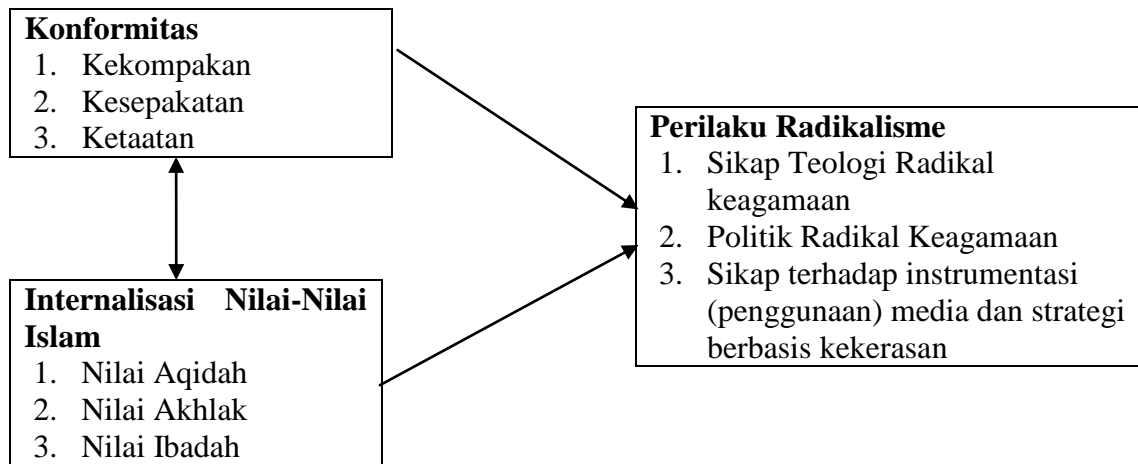 Konformitas
1. Kekompakan
2. Kesepakatan
3. Ketaatan
Perilaku Radikalisme
1. Sikap Teologi Radikal
keagamaan
2. Politik Radikal Keagamaan
3. Sikap terhadap instrumentasi
(penggunaan) media dan strategi
berbasis kekerasan
Internalisasi Nilai-Nilai
Islam
1. Nilai Aqidah
2. Nilai Akhlak
3. Nilai Ibadah